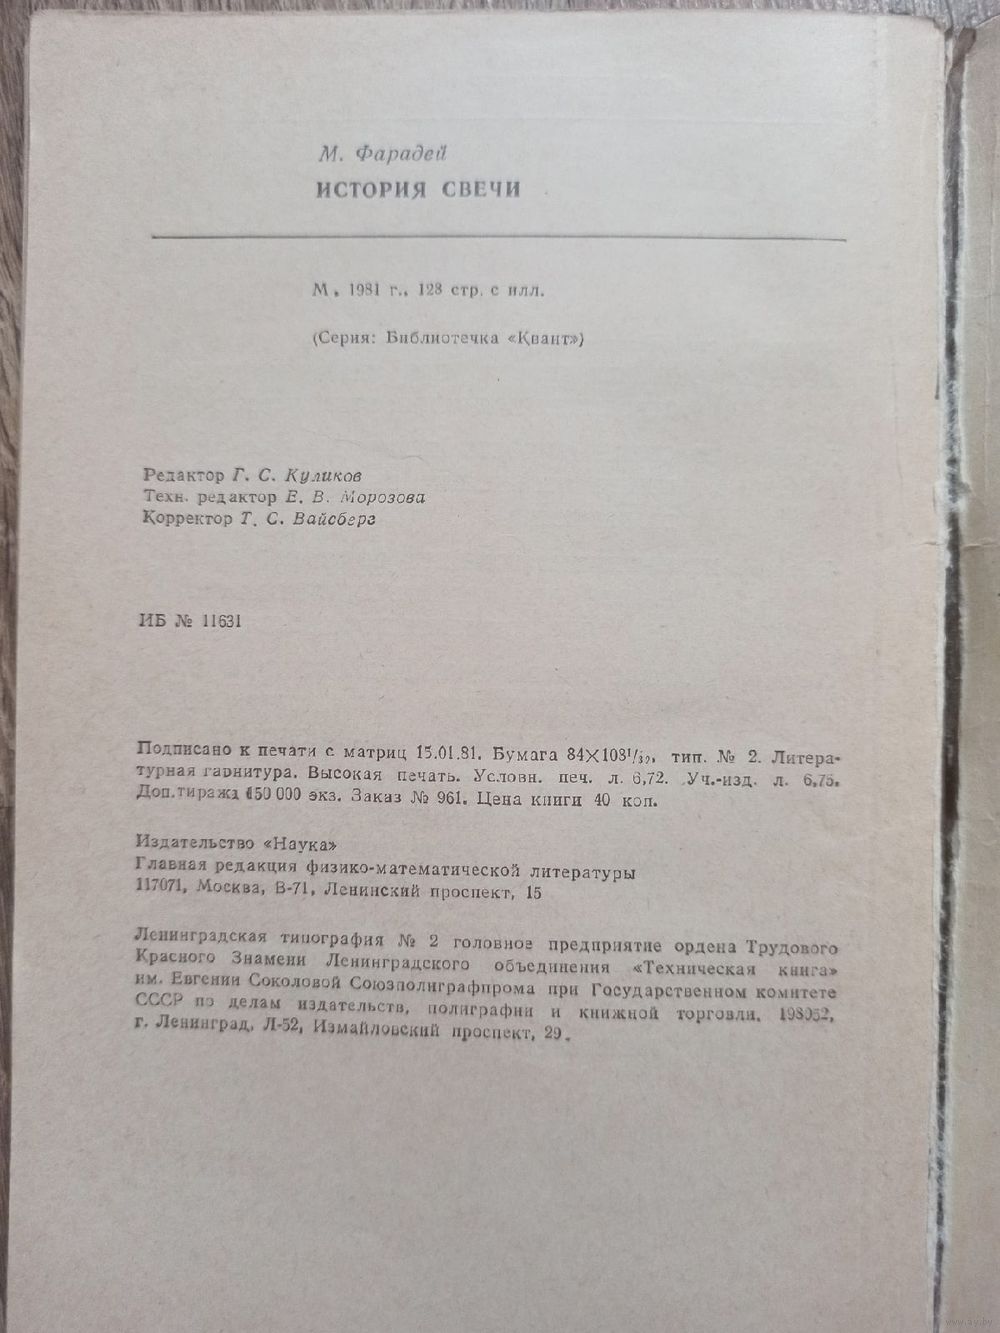 М. Фарадей
ИСТОРИЯ СВЕЧИ
М., 1981 г., 128 стр. с илл.
(Серия: Библиотечка «Квант»)
Редактор Г. С. Куликов
Техн. редактор Е. В. Морозова
Корректор Т. С. Вайсберг
ИБ № 11631
Подписано к печати с матриц 15.01.81. Бумага 84×108¹/₃₂, тип. № 2. Литера-
турная гарнитура. Высокая печать. Условн. печ. л. 6,72. Уч.-изд. л. 6,75.
Доп.тиража 150 000 экз. Заказ № 961. Цена книги 40 коп.
Издательство «Наука»
Главная редакция физико-математической литературы
117071, Москва, В-71, Ленинский проспект, 15
Ленинградская типография № 2 головное предприятие ордена Трудового
Красного Знамени Ленинградского объединения «Техническая книга»
им. Евгении Соколовой Союзполиграфпрома при Государственном комитете
СССР по делам издательств, полиграфии и книжной торговли. 198052,
г. Ленинград, Л-52, Измайловский проспект, 29.
www.ay.by